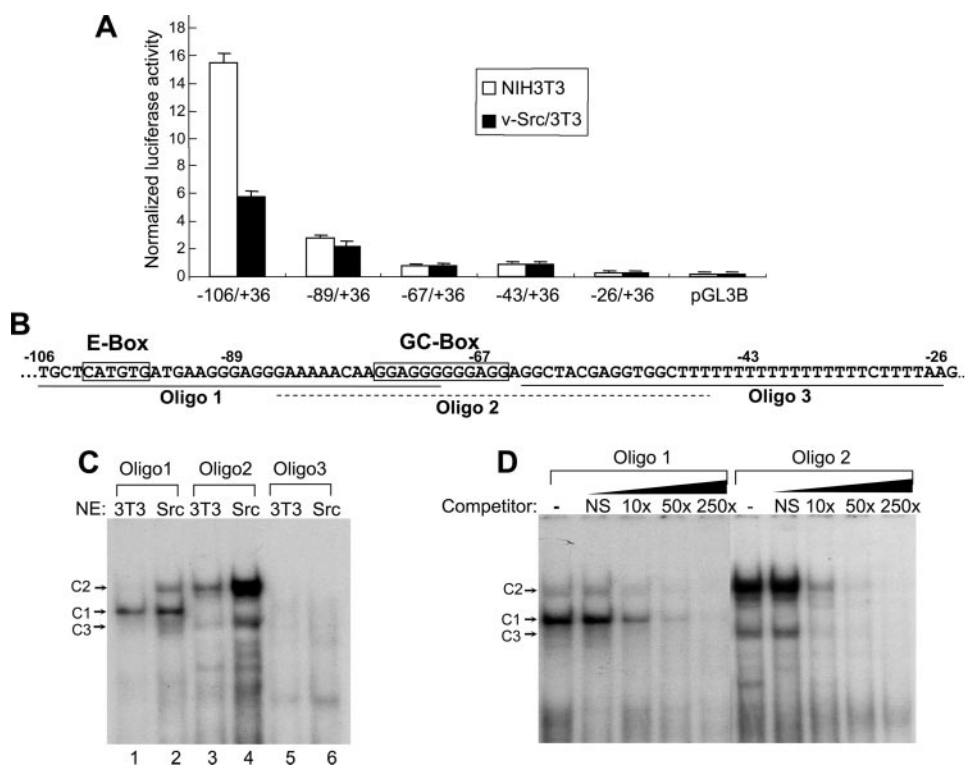 A
Normalized luciferase activity
18
16
14
12
10
8
6
4
2
0
NIH3T3
v-Src/3T3
-106/+36 -89/+36 -67/+36 -43/+36 -26/+36 pGL3B
B
E-Box GC-Box
-106 -89 -67 -43 -26
...TGCTCATGTGATGAAGGGAGGGAAAAACAAGGAGGGGGGGAGGAGGCTACGAGGTGGCTTTTTTTTTTTTTTTTTTCTTTTAAG...
Oligo 1 Oligo 2 Oligo 3
C
Oligo1 Oligo2 Oligo3
NE: 3T3 Src 3T3 Src 3T3 Src
C2
C1
C3
1 2 3 4 5 6
D
Oligo 1 Oligo 2
Competitor: - NS 10x 50x 250x - NS 10x 50x 250x
C2
C1
C3